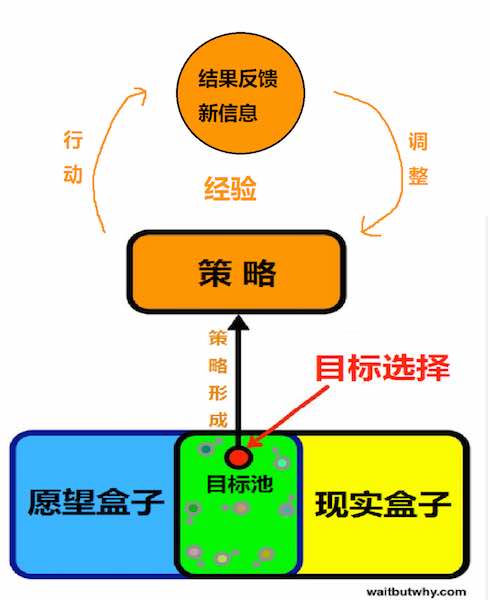 结果反馈
新信息
行动
调整
经验
策略
策略形成
目标选择
愿望盒子
目标池
现实盒子
waitbutwhy.com